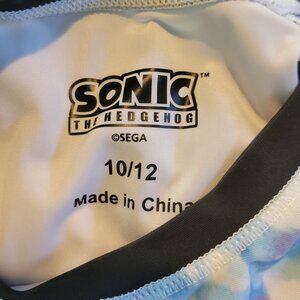 SONIC™
THE HEDGEHOG
©SEGA
10/12
Made in China